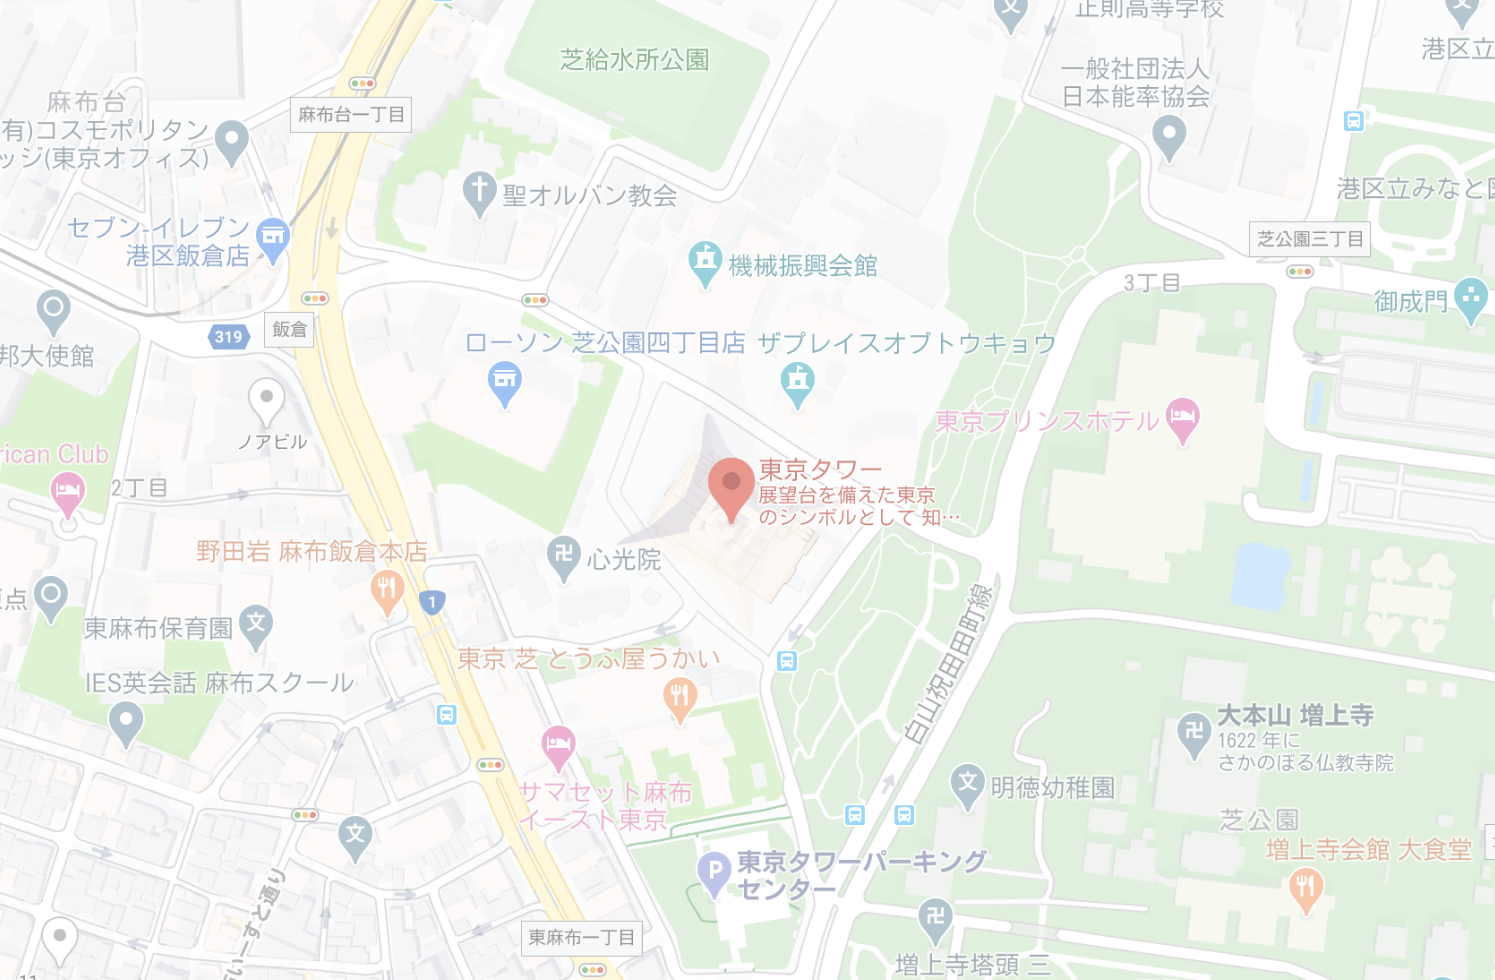 正則高等学校
港区立
芝給水所公園
一般社団法人
日本能率協会
麻布台
麻布台一丁目
有)コスモポリタン
ッジ(東京オフィス)
聖オルバン教会
港区立みなと図
セブン-イレブン
港区飯倉店
芝公園三丁目
機械振興会館
3丁目
御成門
飯倉
319
邦大使館
ローソン 芝公園四丁目店
ザプレイスオブトウキョウ
東京プリンスホテル
ノアビル
rican Club
2丁目
東京タワー
展望台を備えた東京
のシンボルとして 知…
野田岩 麻布飯倉本店
心光院
1
点
東麻布保育園
白山祝田田町線
東京 芝 とうふ屋うかい
IES英会話 麻布スクール
大本山 増上寺
1622 年に
さかのぼる仏教寺院
明徳幼稚園
サマセット麻布
イースト東京
芝公園
増上寺会館 大食堂
P
東京タワーパーキング
センター
いーすと通り
東麻布一丁目
増上寺塔頭 三